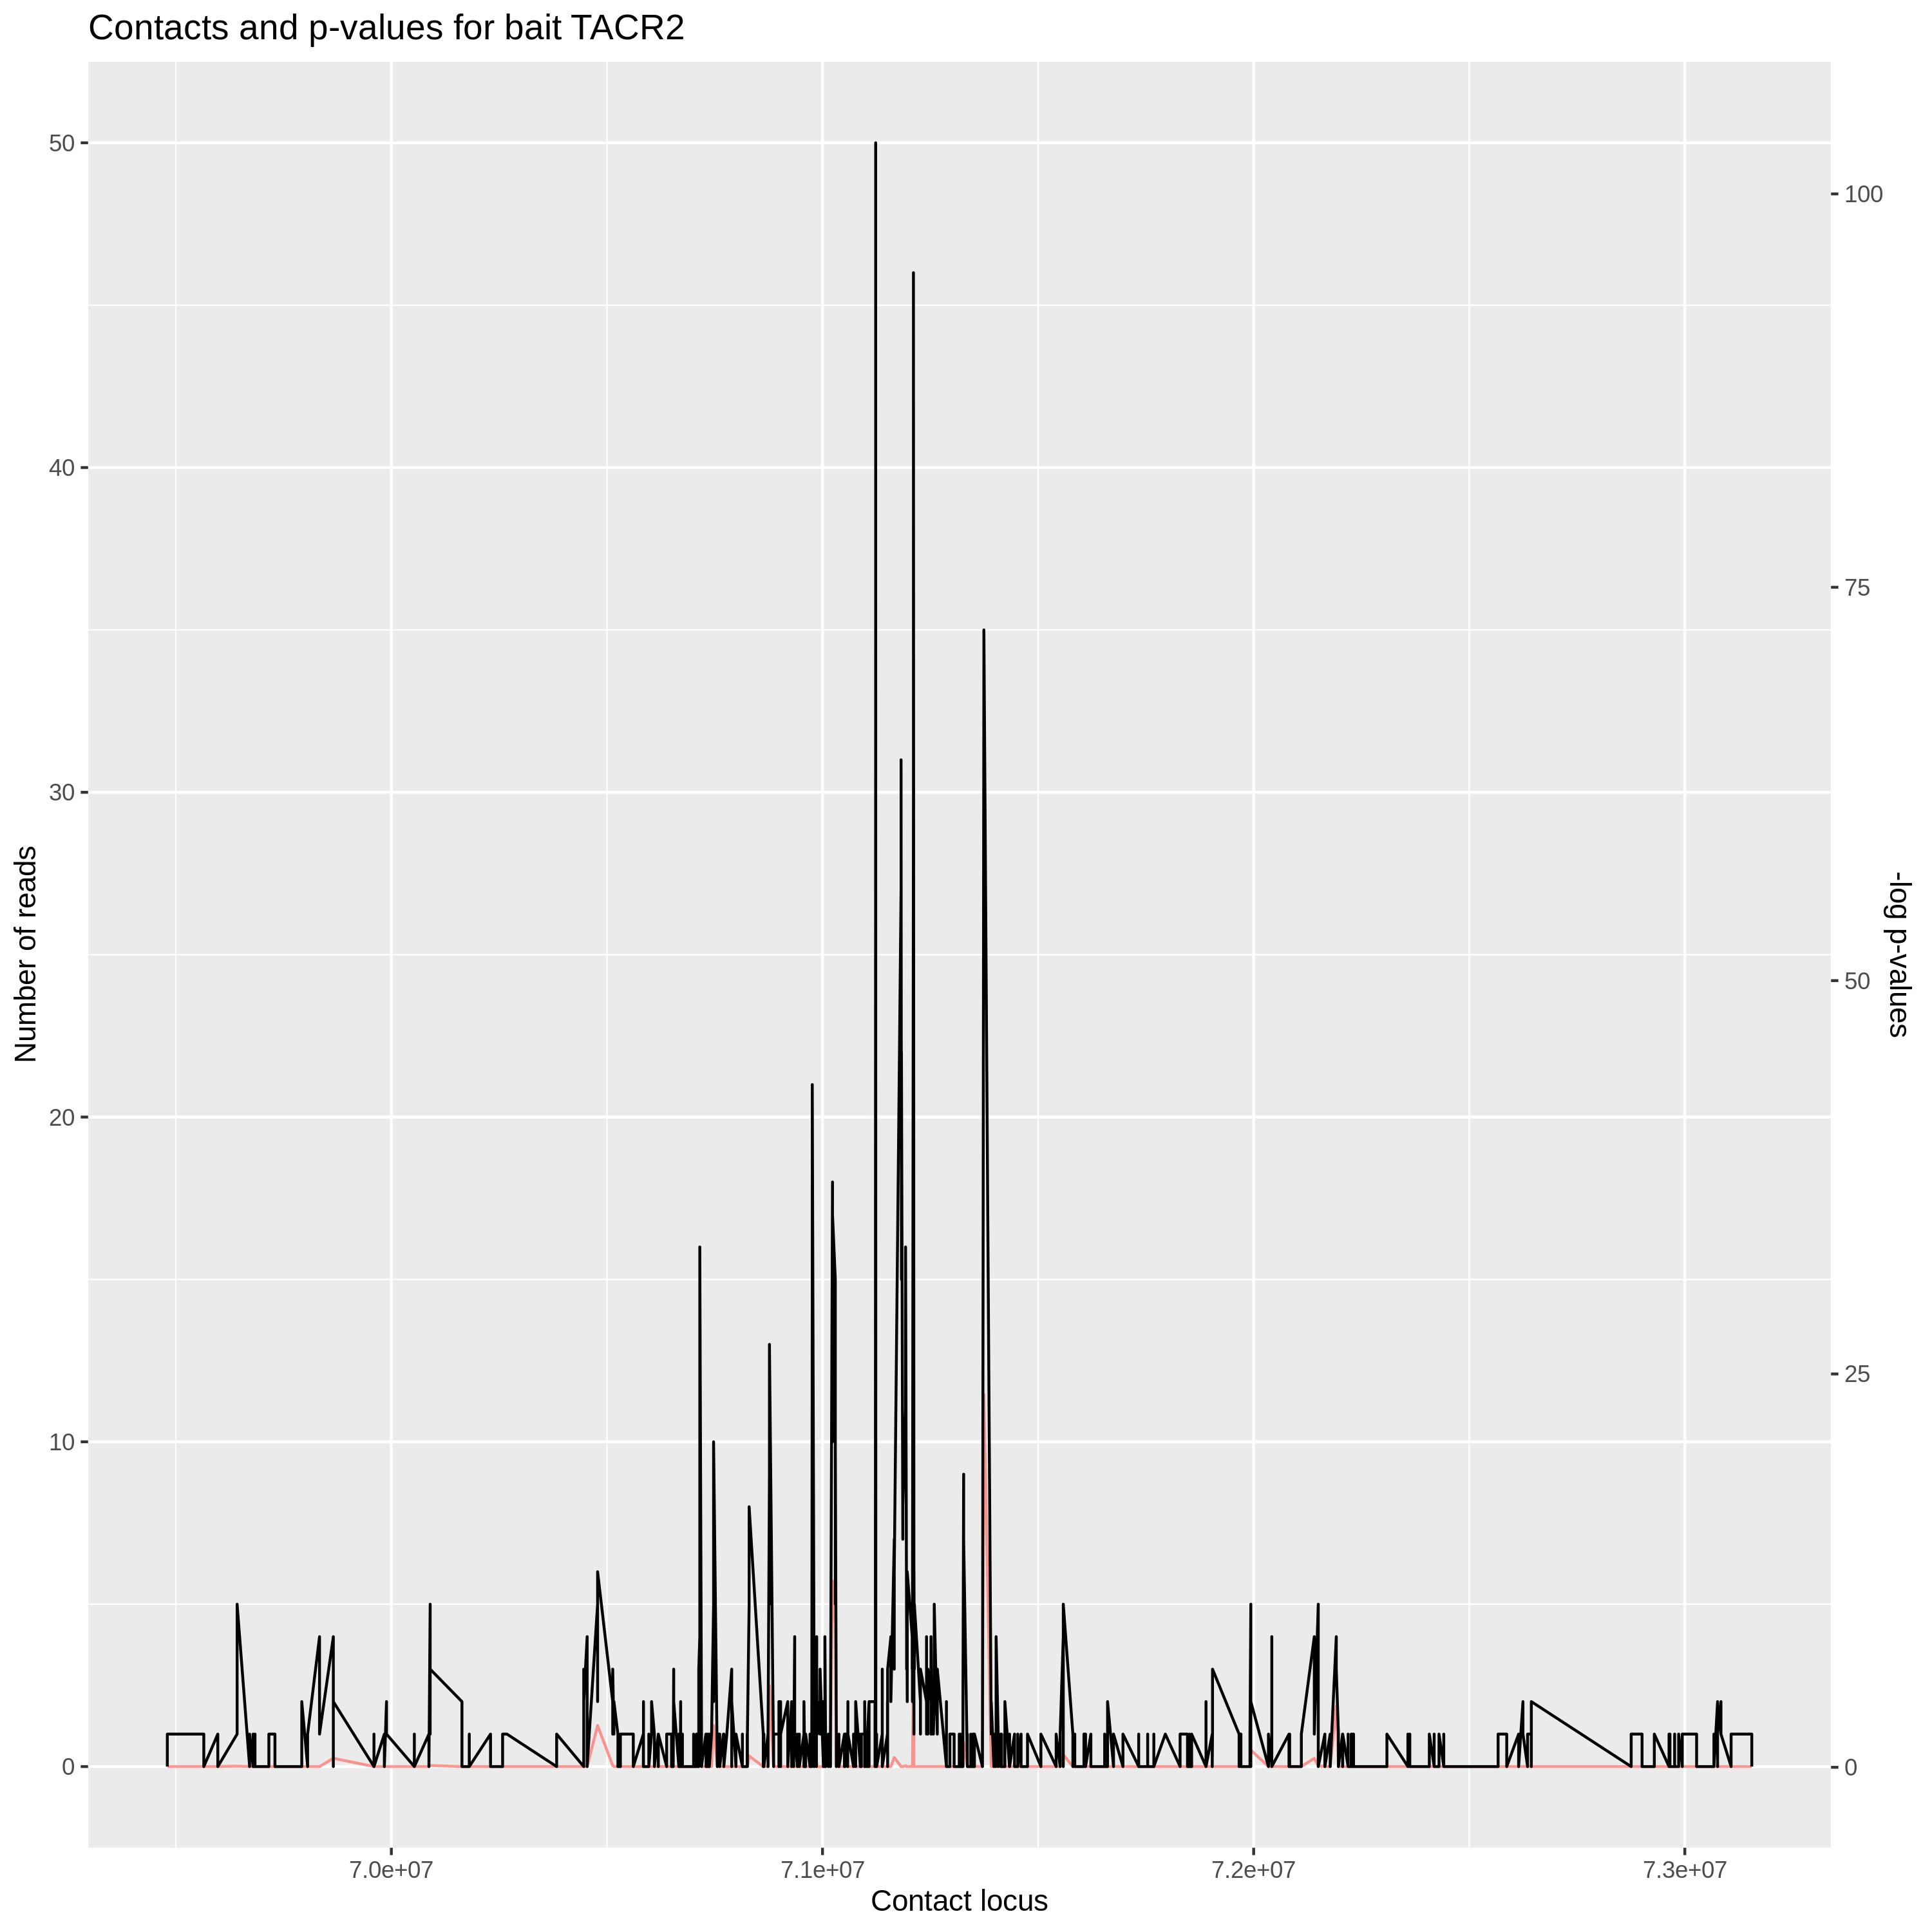 Contacts and p-values for bait TACR2
50
40
30
20
10
0
Number of reads
100
75
50
25
0
-log p-values
7.0e+07
7.1e+07
7.2e+07
7.3e+07
Contact locus